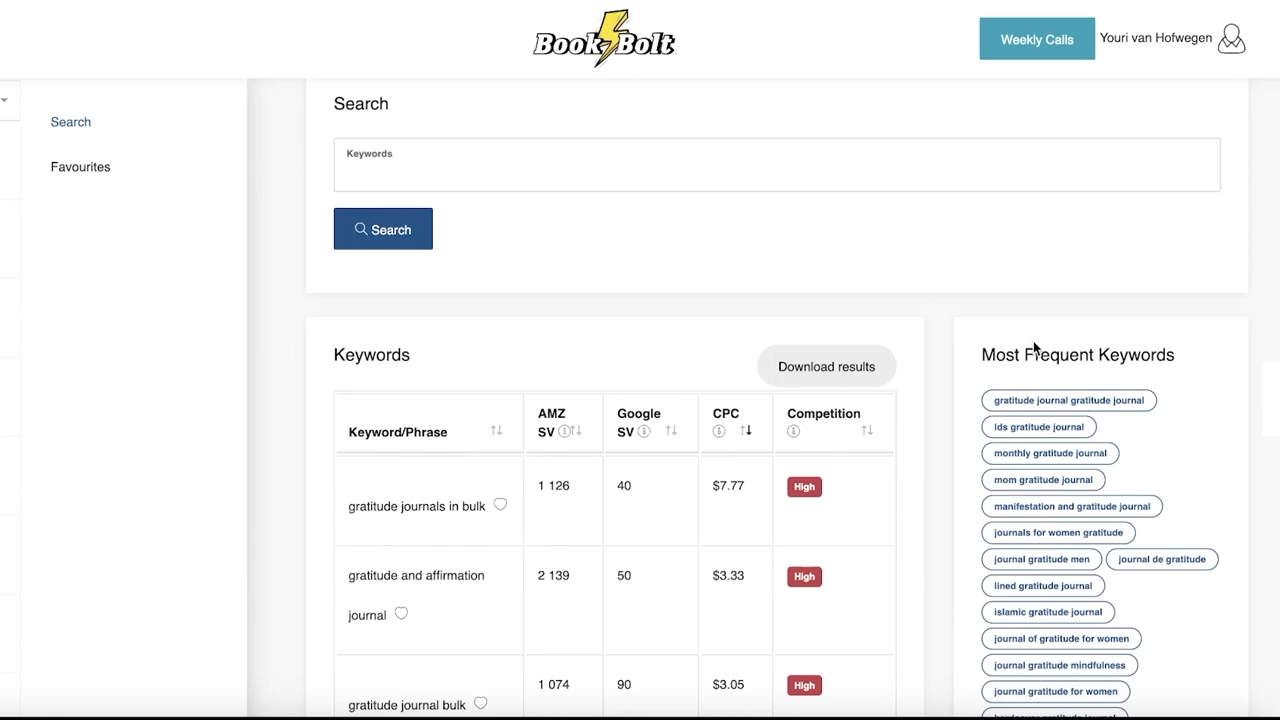 Book Bolt
Weekly Calls
Youri van Hofwegen
Search
Favourites
Search
Keywords
Search
Keywords
Download results
Keyword/Phrase
AMZ SV
Google SV
CPC
Competition
gratitude journals in bulk
1 126
40
$7.77
High
gratitude and affirmation
journal
2 139
50
$3.33
High
gratitude journal bulk
1 074
90
$3.05
High
Most Frequent Keywords
gratitude journal gratitude journal
lds gratitude journal
monthly gratitude journal
mom gratitude journal
manifestation and gratitude journal
journals for women gratitude
journal gratitude men
journal de gratitude
lined gratitude journal
islamic gratitude journal
journal of gratitude for women
journal gratitude mindfulness
journal gratitude for women